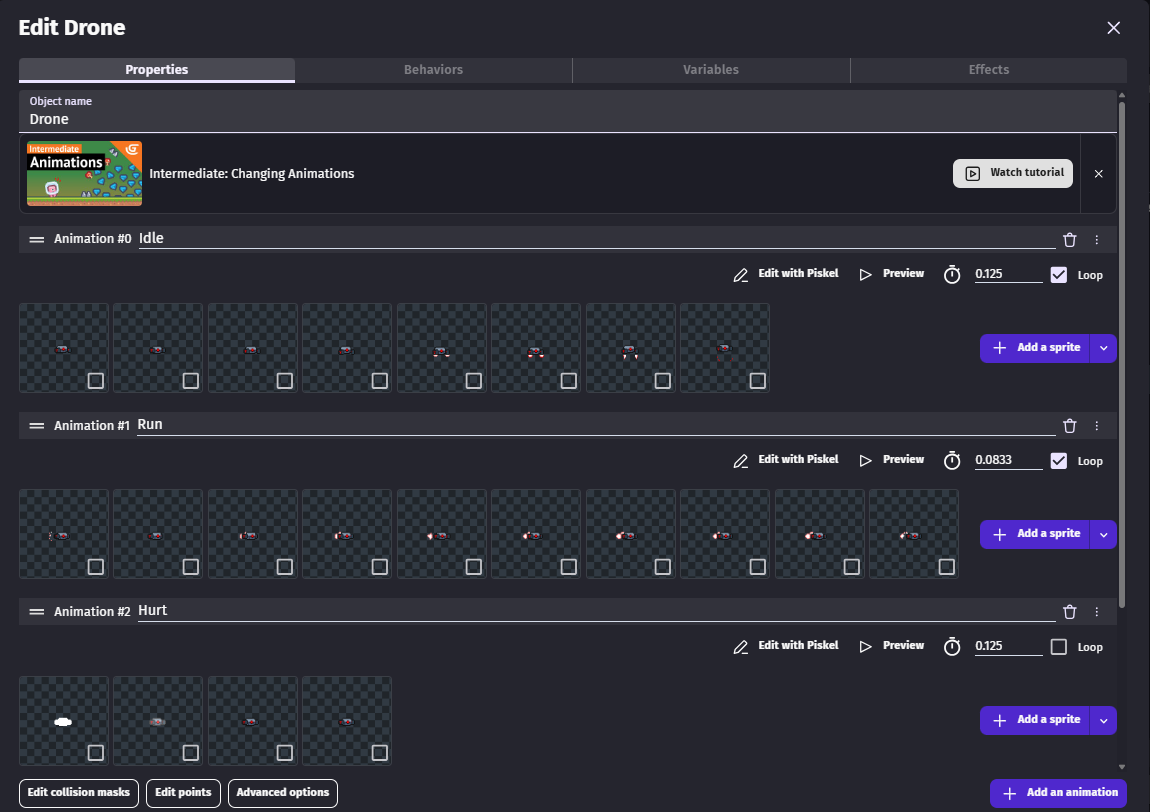 Edit Drone
Properties
Behaviors
Variables
Effects
Object name
Drone
Intermediate
Animations
Intermediate: Changing Animations
Watch tutorial
Animation #0 Idle
Edit with Piskel
Preview
0.125
Loop
Add a sprite
Animation #1 Run
Edit with Piskel
Preview
0.0833
Loop
Add a sprite
Animation #2 Hurt
Edit with Piskel
Preview
0.125
Loop
Add a sprite
Edit collision masks
Edit points
Advanced options
Add an animation